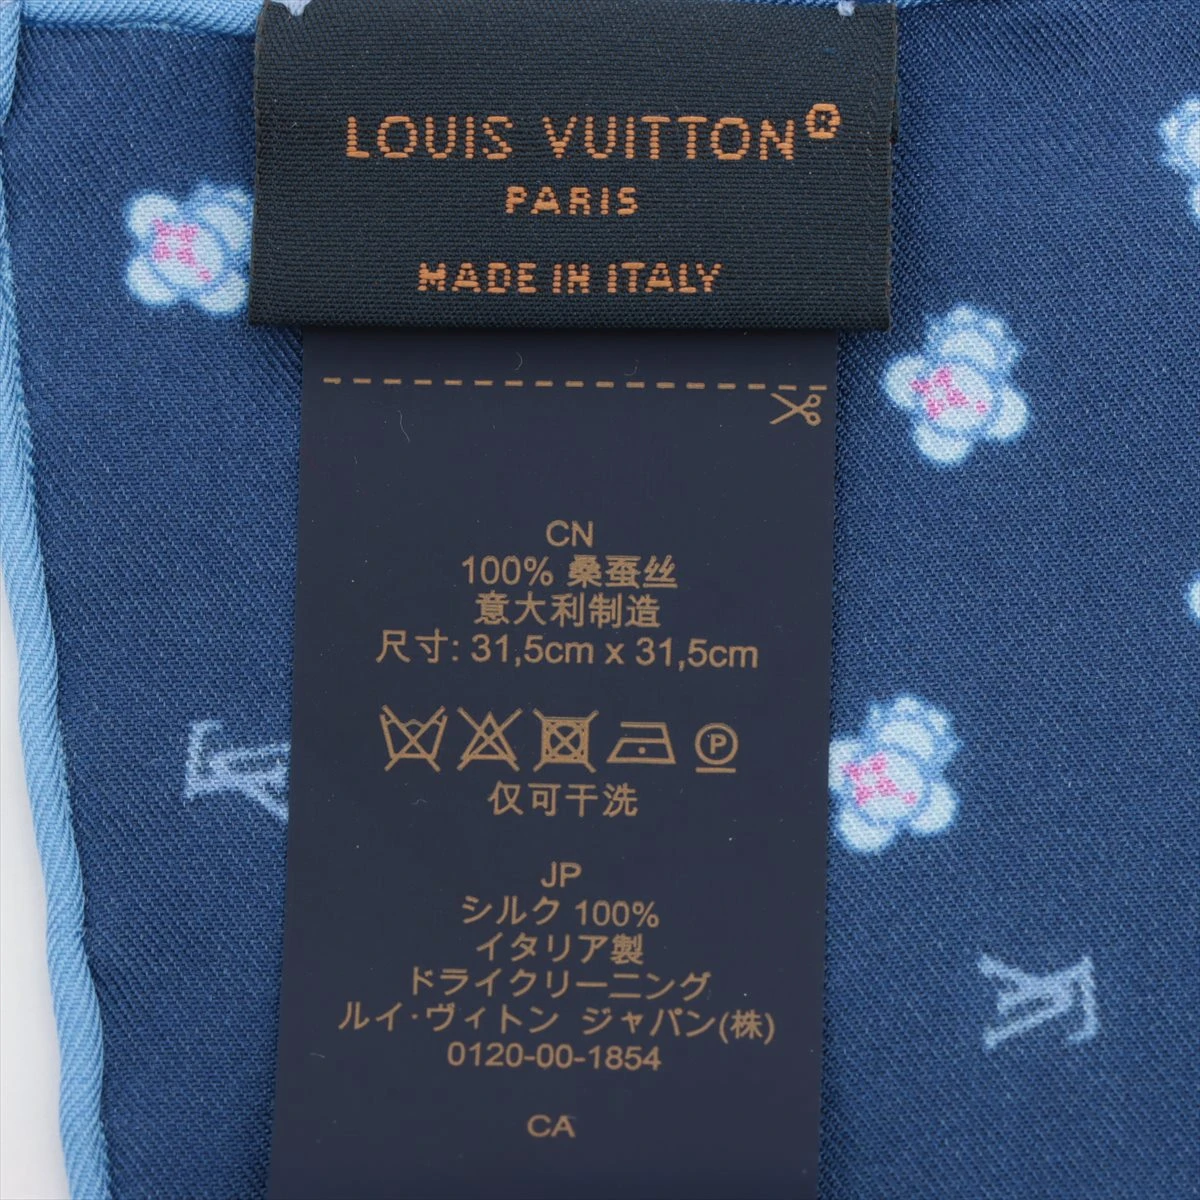 LOUIS VUITTON®
PARIS
MADE IN ITALY
CN
100% 桑蚕丝
意大利制造
尺寸: 31,5cm x 31,5cm
P
仅可干洗
JP
シルク 100%
イタリア製
ドライクリーニング
ルイ·ヴィトン ジャパン(株)
0120-00-1854
CA